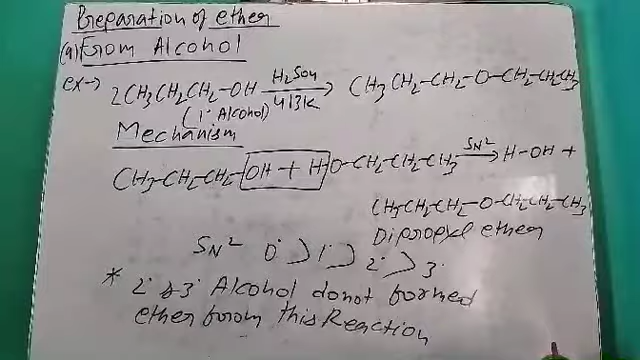 Preparation of ether
(a) From Alcohol
ex→ 2CH3CH2CH2-OH H2SO4 413K → CH3CH2-CH2-O-CH2-CH2CH3
(1° Alcohol)
Mechanism
CH3-CH2-CH2-OH + H-O-CH2-CH2-CH3 SN2 → H-OH +
CH3CH2CH2-O-CH2-CH2-CH3
Dipropyl ether
SN2 0° > 1° > 2° > 3°
* 2° & 3° Alcohol donot formed
ether from this Reaction